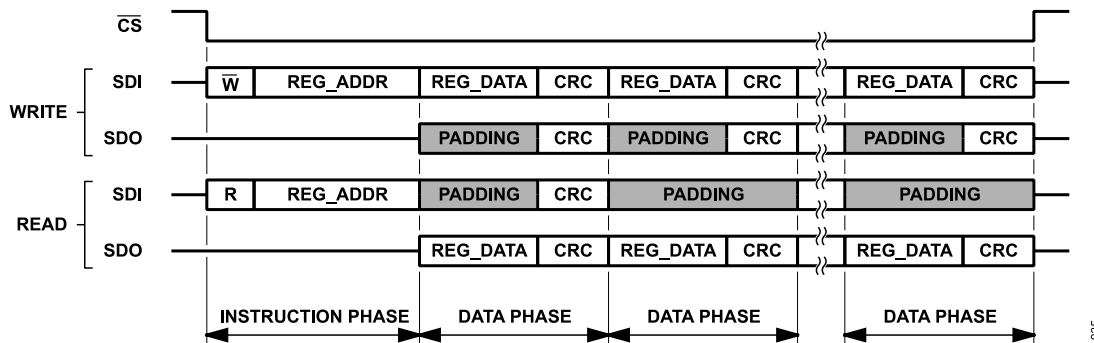 CS
SDI W REG_ADDR REG_DATA CRC REG_DATA CRC REG_DATA CRC
WRITE
SDO PADDING CRC PADDING CRC PADDING CRC
SDI R REG_ADDR PADDING CRC PADDING PADDING
READ
SDO REG_DATA CRC REG_DATA CRC REG_DATA CRC
INSTRUCTION PHASE DATA PHASE DATA PHASE DATA PHASE